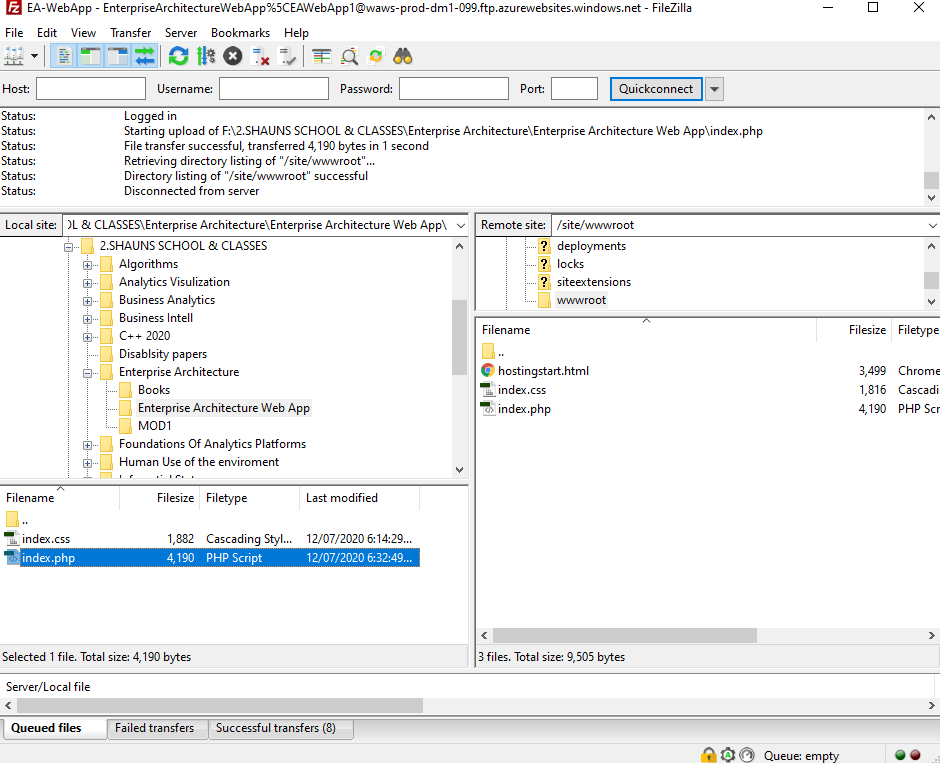 EA-WebApp - EnterpriseArchitectureWebApp%5CEAWebApp1@waws-prod-dm1-099.ftp.azurewebsites.windows.net - FileZilla
File Edit View Transfer Server Bookmarks Help
Host: Username: Password: Port: Quickconnect
Status: Logged in
Status: Starting upload of F:\2.SHAUNS SCHOOL & CLASSES\Enterprise Architecture\Enterprise Architecture Web App\index.php
Status: File transfer successful, transferred 4,190 bytes in 1 second
Status: Retrieving directory listing of "/site/wwwroot"...
Status: Directory listing of "/site/wwwroot" successful
Status: Disconnected from server
Local site: )L & CLASSES\Enterprise Architecture\Enterprise Architecture Web App\
2.SHAUNS SCHOOL & CLASSES
Algorithms
Analytics Visulization
Business Analytics
Business Intell
C++ 2020
Disablsity papers
Enterprise Architecture
Books
Enterprise Architecture Web App
MOD1
Foundations Of Analytics Platforms
Human Use of the enviroment
Filename Filesize Filetype Last modified
..
index.css 1,882 Cascading Styl... 12/07/2020 6:14:29...
index.php 4,190 PHP Script 12/07/2020 6:32:49...
Selected 1 file. Total size: 4,190 bytes
Remote site: /site/wwwroot
deployments
locks
siteextensions
wwwroot
Filename Filesize Filetype
..
hostingstart.html 3,499 Chrome
index.css 1,816 Cascadi
index.php 4,190 PHP Scr
3 files. Total size: 9,505 bytes
Server/Local file
Queued files Failed transfers Successful transfers (8)
Queue: empty